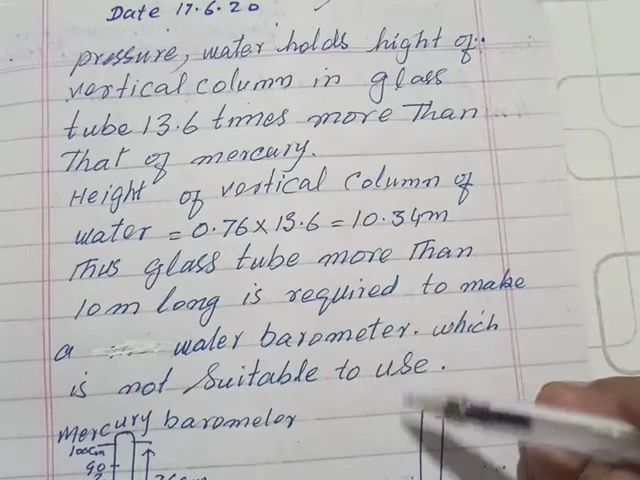 Date 17.6.20
pressure, water holds hight of
vertical column in glass
tube 13.6 times more Than
That of mercury.
Height of vertical column of
water = 0.76 x 13.6 = 10.34m
Thus glass tube more Than
10m long is required to make
a water barometer. which
is not suitable to use.
Mercury barometer
100cm
90